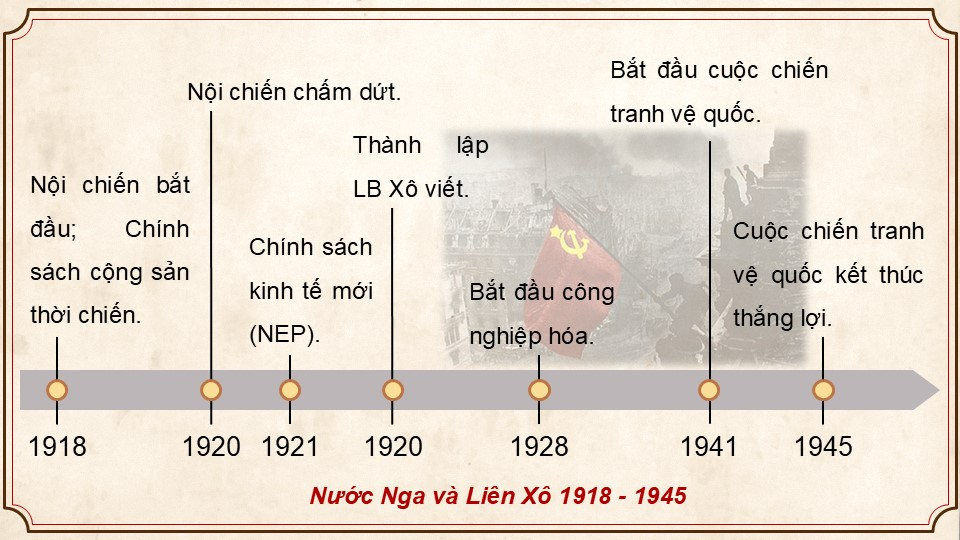 Nội chiến bắt
đầu; Chính
sách cộng sản
thời chiến.
Nội chiến chấm dứt.
Chính sách
kinh tế mới
(NEP).
Thành lập
LB Xô viết.
Bắt đầu công
nghiệp hóa.
Bắt đầu cuộc chiến
tranh vệ quốc.
Cuộc chiến tranh
vệ quốc kết thúc
thắng lợi.
1918 1920 1921 1920 1928 1941 1945
Nước Nga và Liên Xô 1918 - 1945